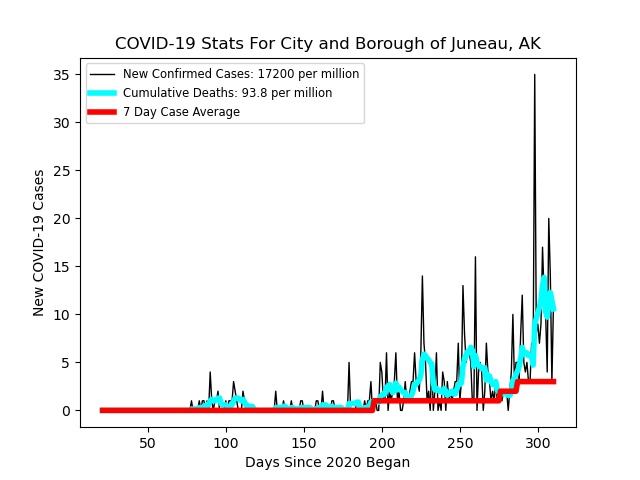 COVID-19 Stats For City and Borough of Juneau, AK
New Confirmed Cases: 17200 per million
Cumulative Deaths: 93.8 per million
7 Day Case Average
New COVID-19 Cases
35
30
25
20
15
10
5
0
50 100 150 200 250 300
Days Since 2020 Began